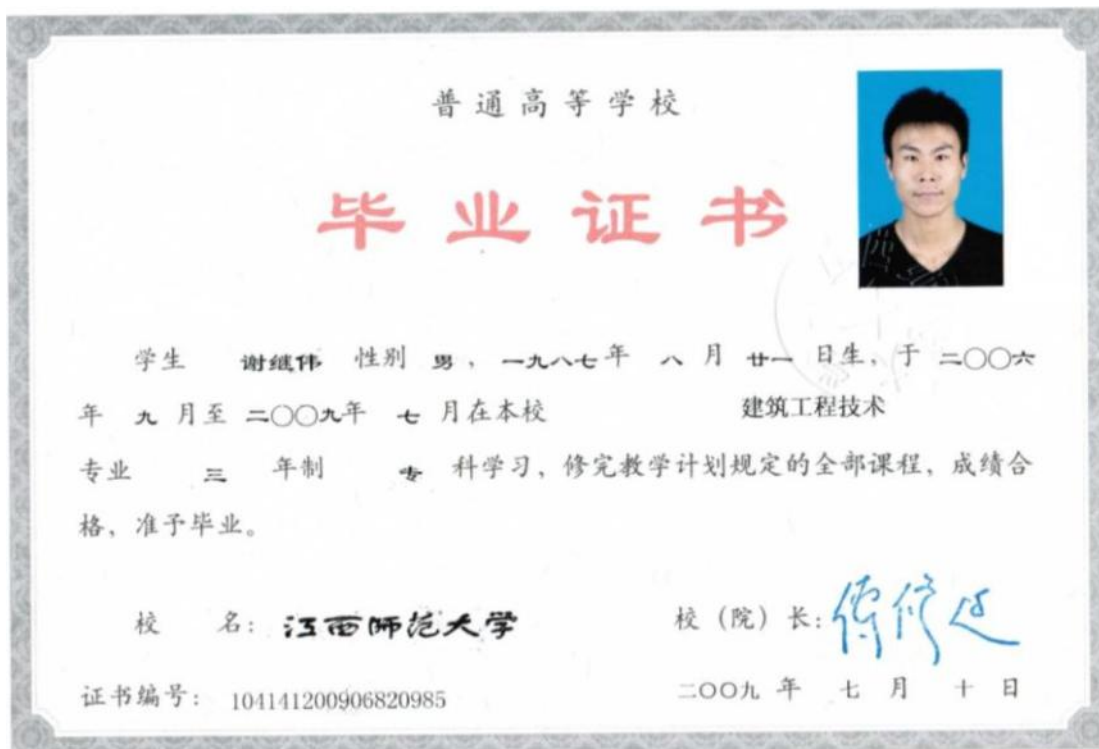 普通高等学校
毕业证书
学生 谢继伟 性别 男，一九八七年 八 月 廿一 日生，于 二〇〇六
年 九 月至 二〇〇九年 七 月在本校 建筑工程技术
专业 三 年制 专 科学习，修完教学计划规定的全部课程，成绩合
格，准予毕业。
校 名：江西师范大学 校（院）长：傅修延
证书编号：104141200906820985 二〇〇九 年 七 月 十 日